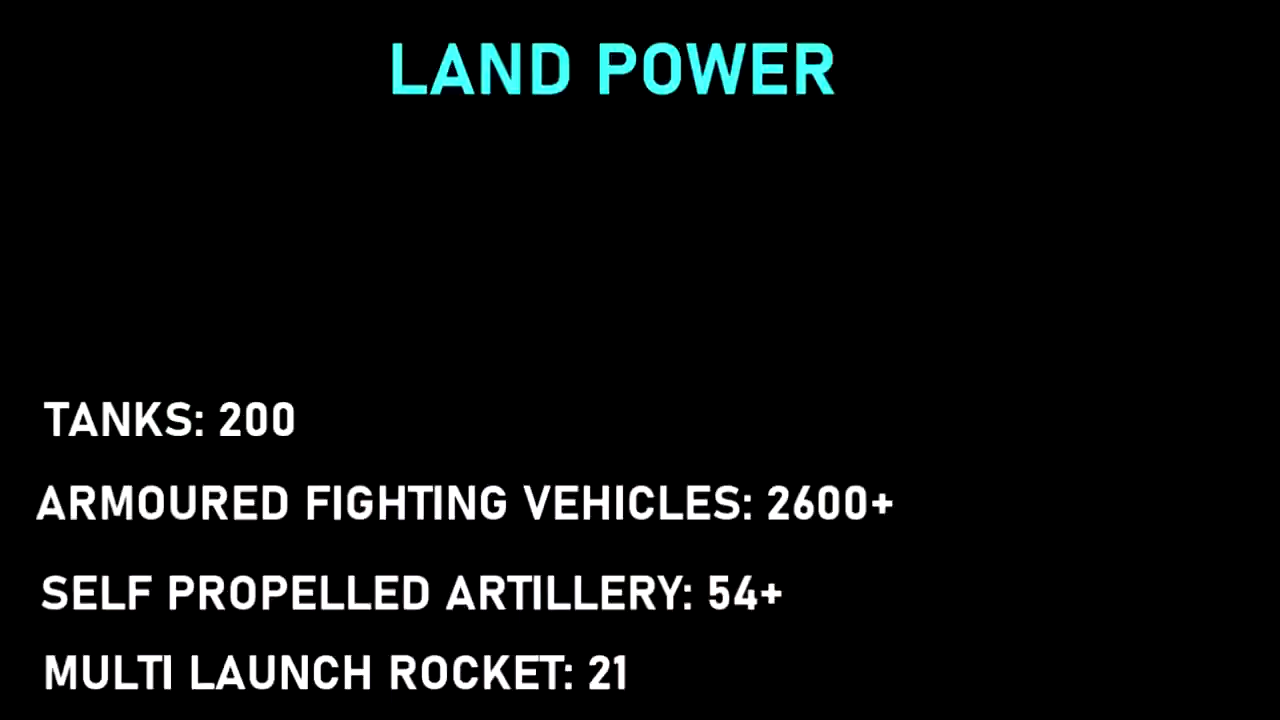 LAND POWER
TANKS: 200
ARMOURED FIGHTING VEHICLES: 2600+
SELF PROPELLED ARTILLERY: 54+
MULTI LAUNCH ROCKET: 21